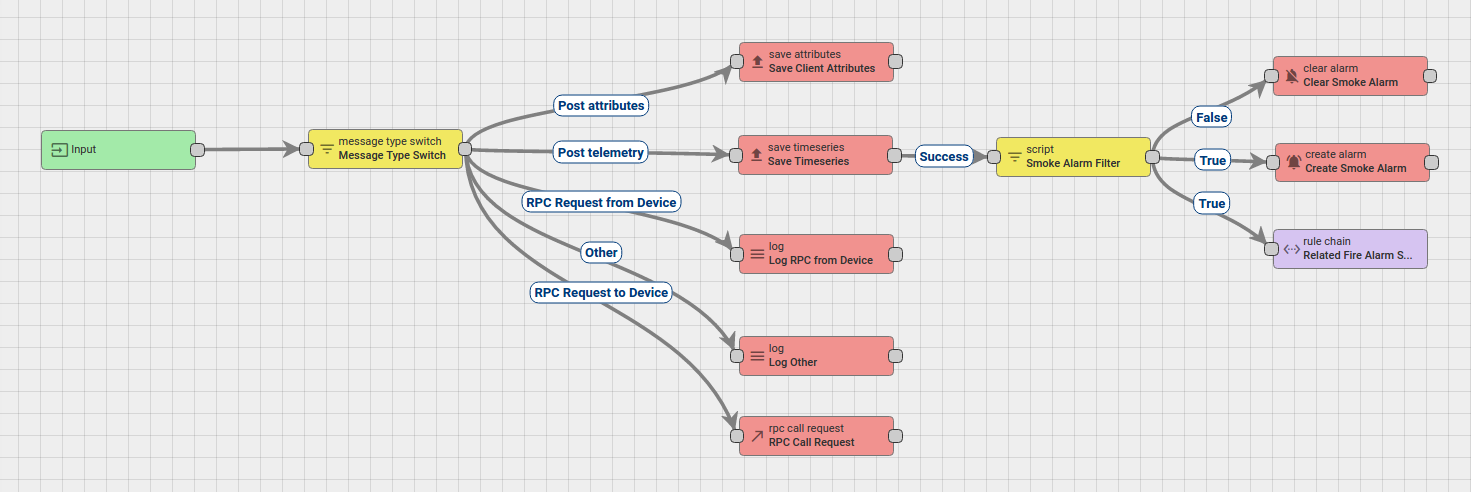 Input
message type switch
Message Type Switch
Post attributes
Post telemetry
RPC Request from Device
Other
RPC Request to Device
save attributes
Save Client Attributes
save timeseries
Save Timeseries
log
Log RPC from Device
log
Log Other
rpc call request
RPC Call Request
Success
script
Smoke Alarm Filter
False
True
True
clear alarm
Clear Smoke Alarm
create alarm
Create Smoke Alarm
rule chain
Related Fire Alarm S...